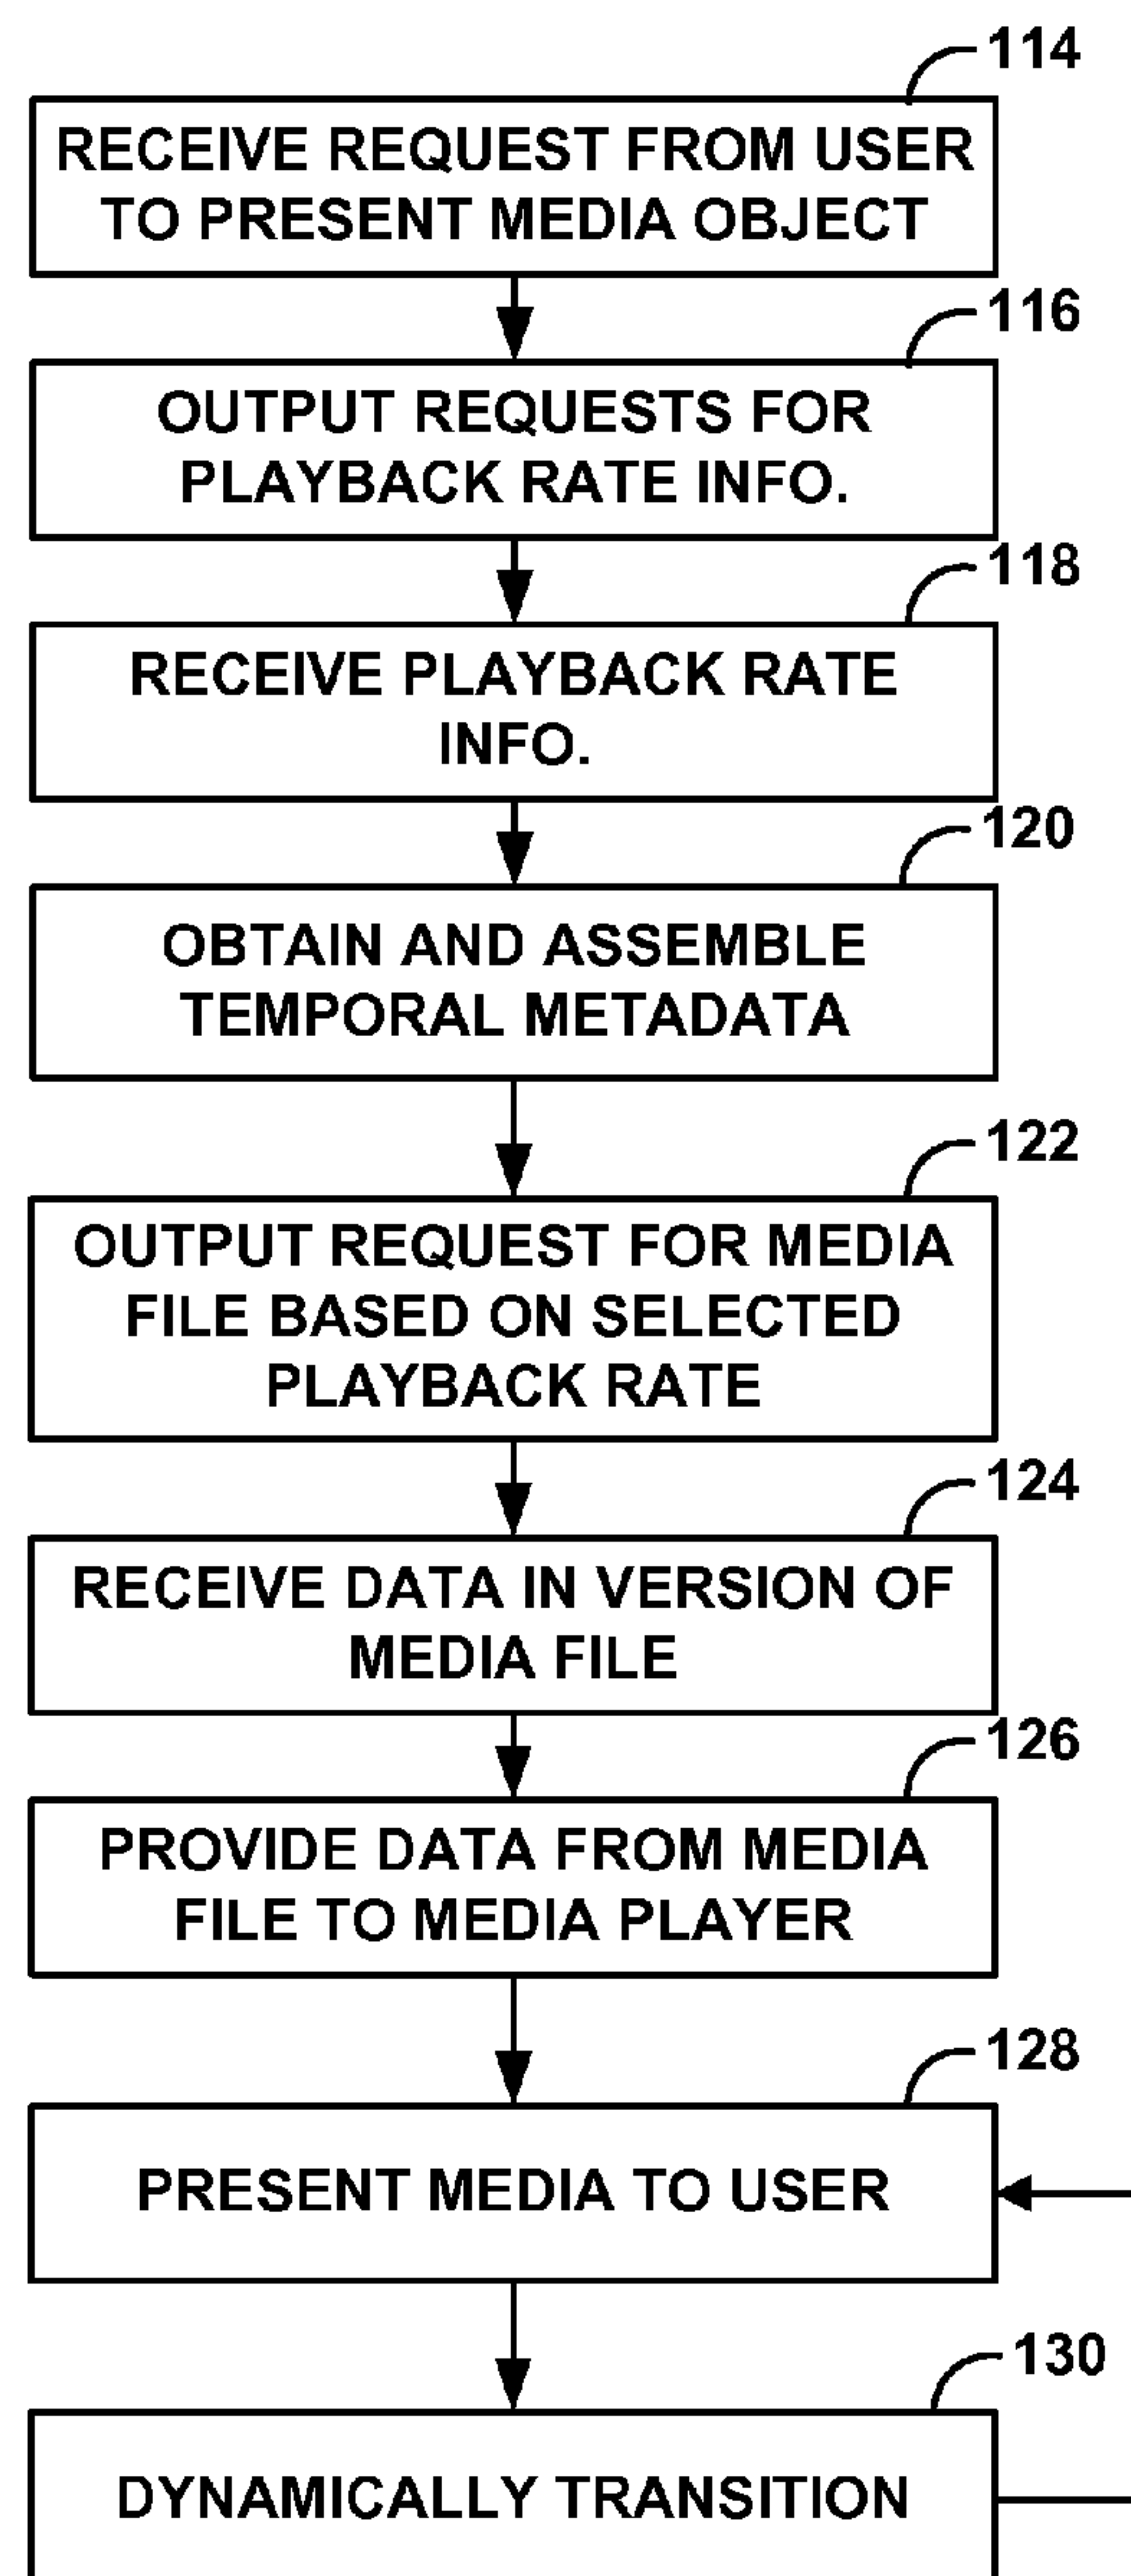 114
RECEIVE REQUEST FROM USER
TO PRESENT MEDIA OBJECT
116
OUTPUT REQUESTS FOR
PLAYBACK RATE INFO.
118
RECEIVE PLAYBACK RATE
INFO.
120
OBTAIN AND ASSEMBLE
TEMPORAL METADATA
122
OUTPUT REQUEST FOR MEDIA
FILE BASED ON SELECTED
PLAYBACK RATE
124
RECEIVE DATA IN VERSION OF
MEDIA FILE
126
PROVIDE DATA FROM MEDIA
FILE TO MEDIA PLAYER
128
PRESENT MEDIA TO USER
130
DYNAMICALLY TRANSITION